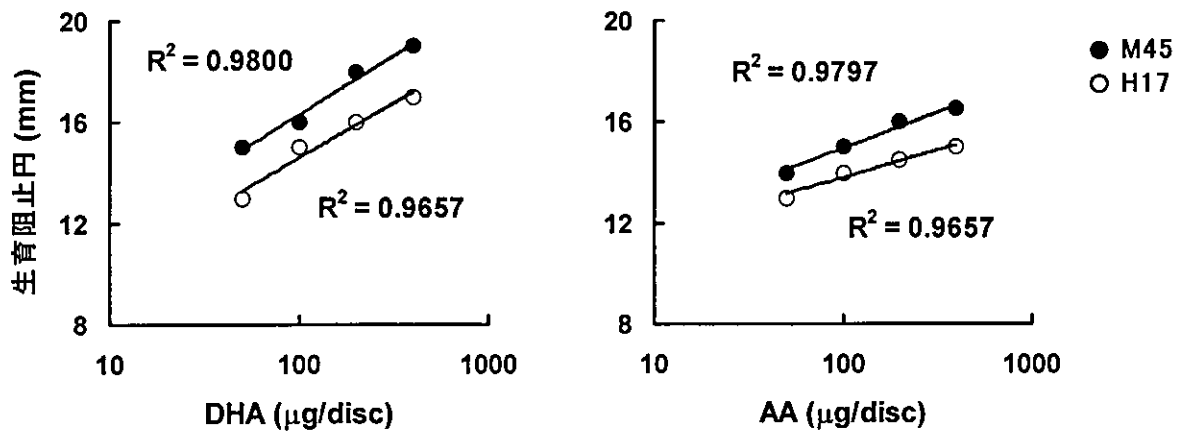 20
16
12
8
生育阻止円 (mm)
R² = 0.9800
R² = 0.9657
10
100
1000
DHA (μg/disc)
20
16
12
8
R² = 0.9797
R² = 0.9657
10
100
1000
AA (μg/disc)
M45
H17